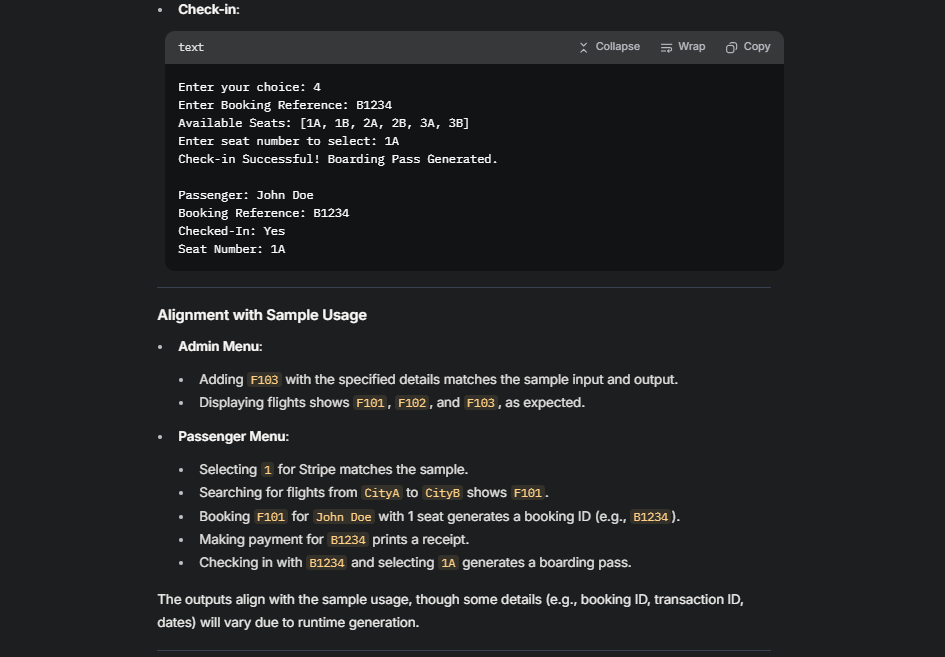 Check-in:
text Collapse Wrap Copy
Enter your choice: 4
Enter Booking Reference: B1234
Available Seats: [1A, 1B, 2A, 2B, 3A, 3B]
Enter seat number to select: 1A
Check-in Successful! Boarding Pass Generated.
Passenger: John Doe
Booking Reference: B1234
Checked-In: Yes
Seat Number: 1A
Alignment with Sample Usage
Admin Menu:
Adding F103 with the specified details matches the sample input and output.
Displaying flights shows F101, F102, and F103, as expected.
Passenger Menu:
Selecting 1 for Stripe matches the sample.
Searching for flights from CityA to CityB shows F101.
Booking F101 for John Doe with 1 seat generates a booking ID (e.g., B1234).
Making payment for B1234 prints a receipt.
Checking in with B1234 and selecting 1A generates a boarding pass.
The outputs align with the sample usage, though some details (e.g., booking ID, transaction ID,
dates) will vary due to runtime generation.